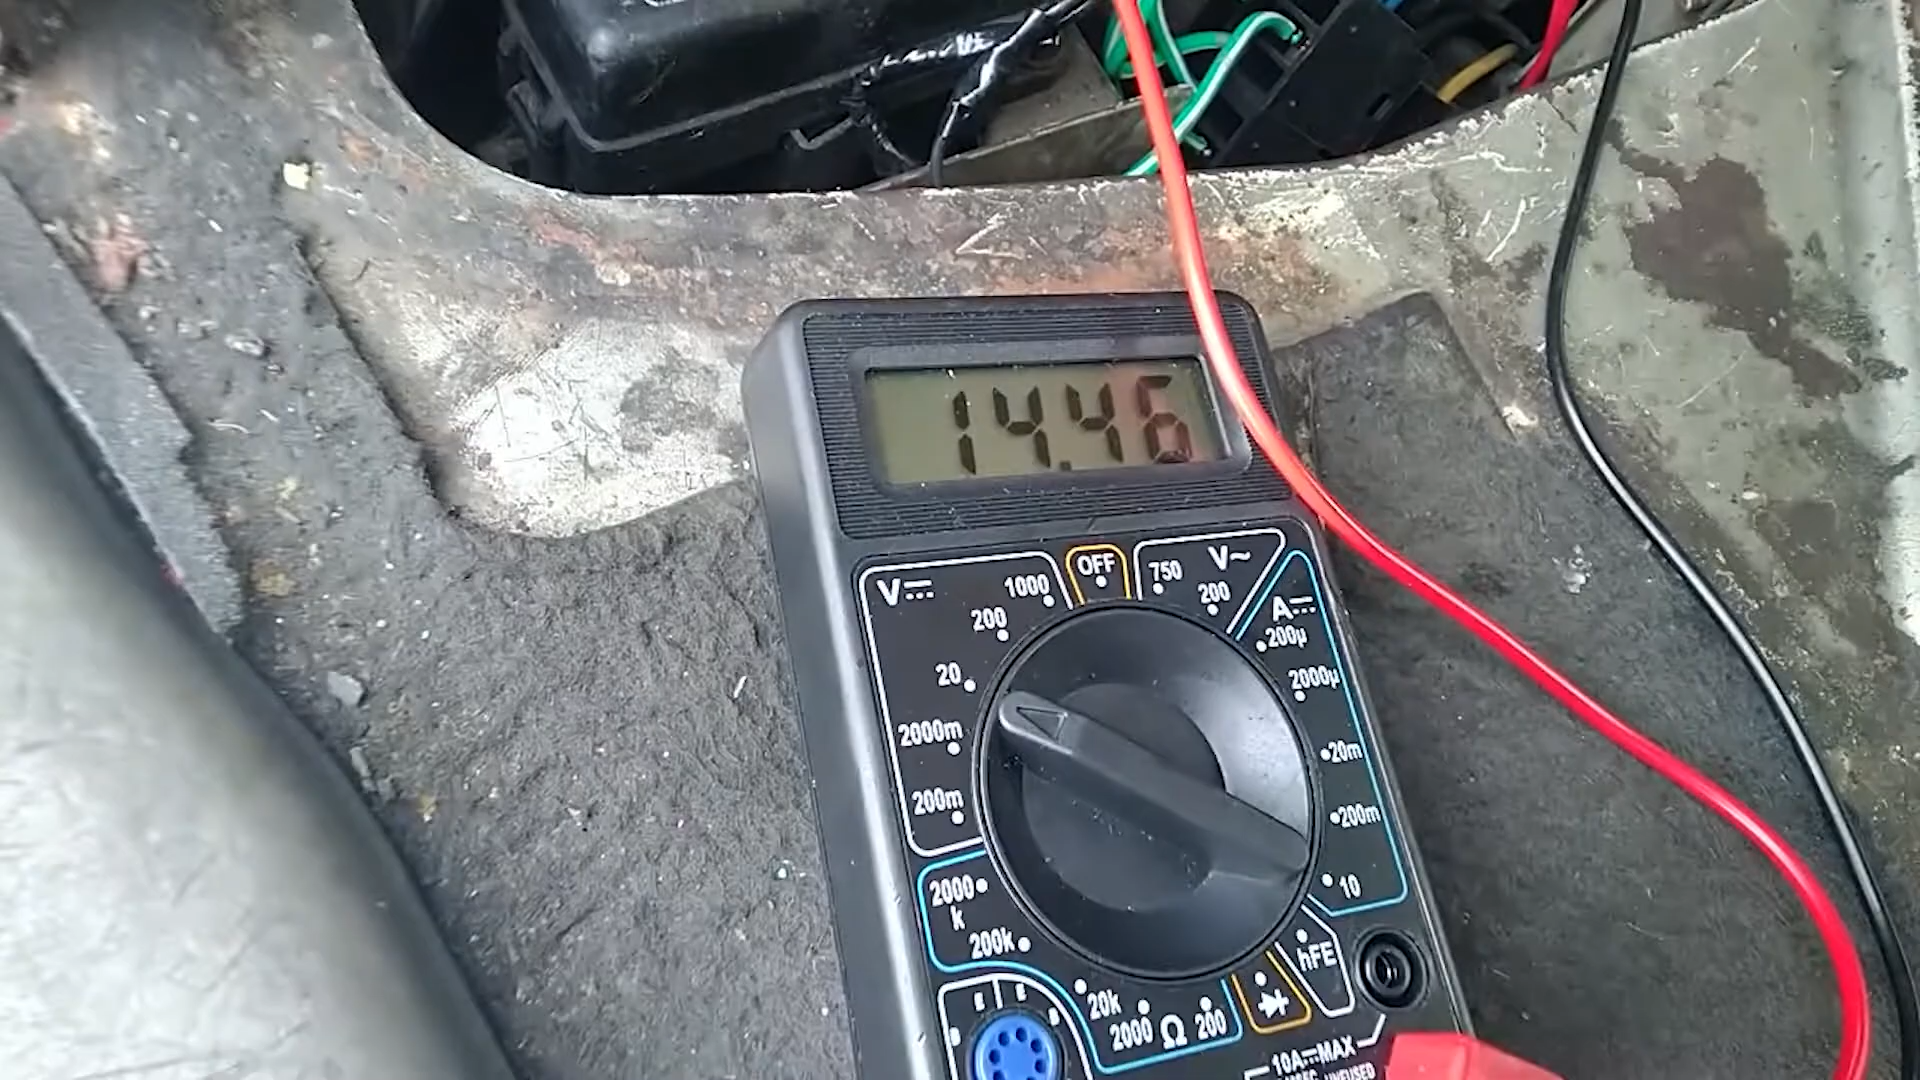 14.46
V⎓ 1000 OFF 750 V~
200 200
A⎓
20 200µ
2000µ
2000m 20m
200m 200m
2000 10
k
200k hFE
E E
20k
2000 Ω 200
10A⎓MAX
UNFUSED